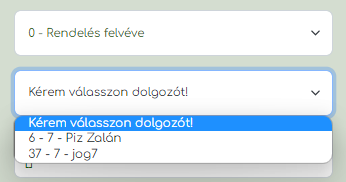 0 - Rendelés felvéve
Kérem válasszon dolgozót!
Kérem válasszon dolgozót!
6 - 7 - Piz Zalán
37 - 7 - jog7